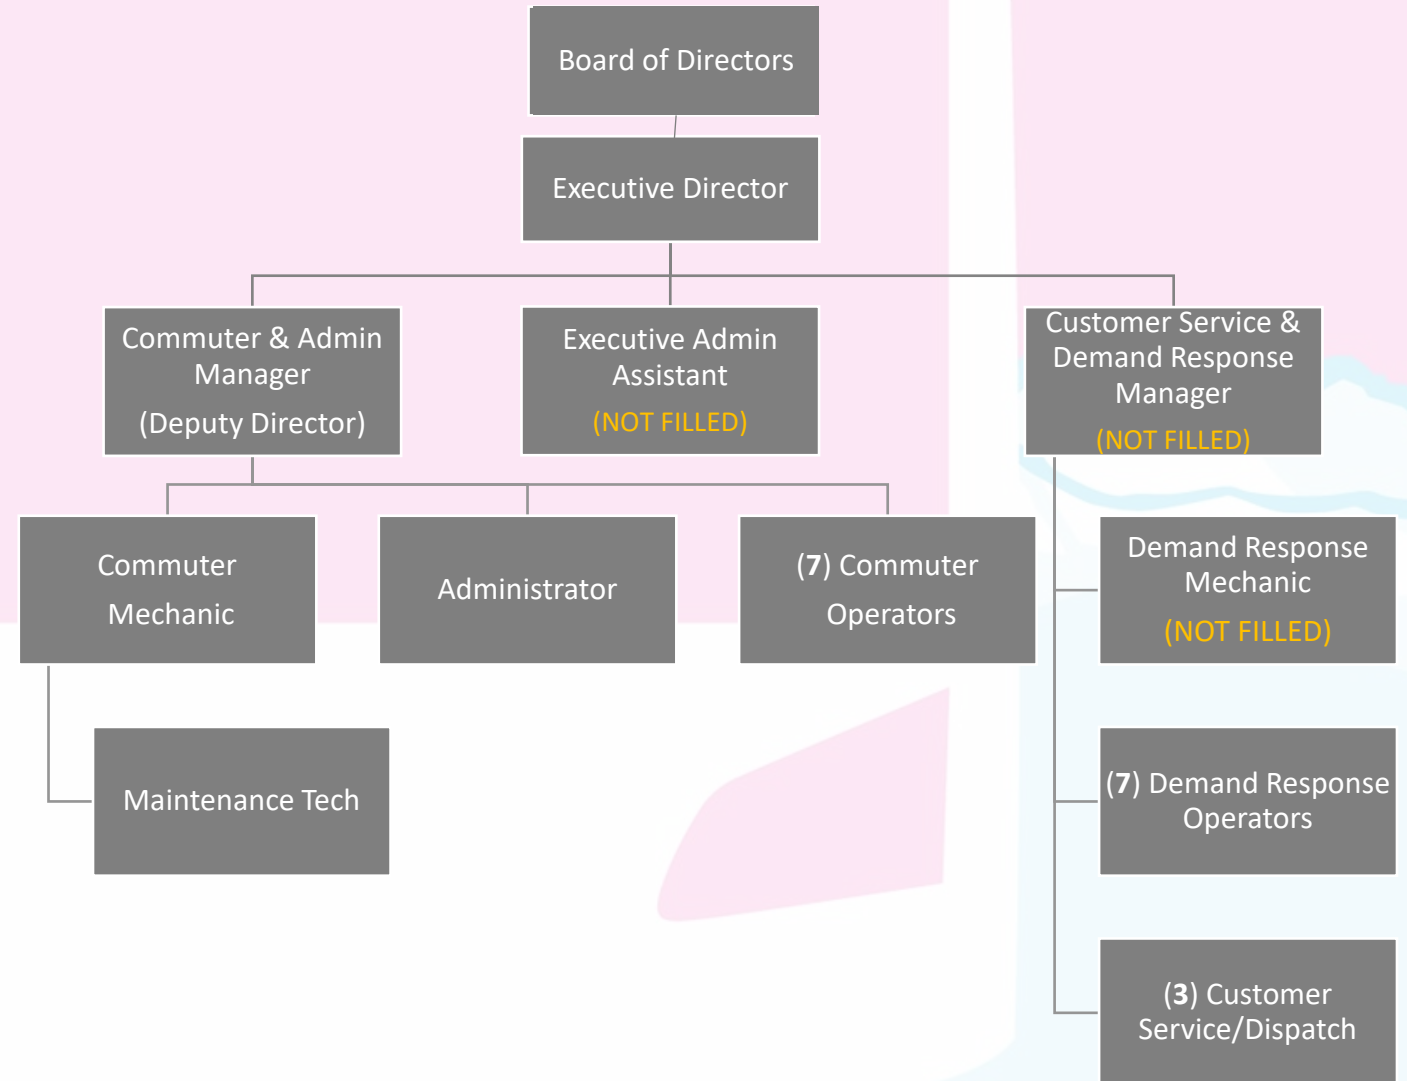 Board of Directors
Executive Director
Commuter & Admin
Manager
(Deputy Director)
Executive Admin
Assistant
(NOT FILLED)
Customer Service &
Demand Response
Manager
(NOT FILLED)
Commuter
Mechanic
Administrator
(7) Commuter
Operators
Demand Response
Mechanic
(NOT FILLED)
Maintenance Tech
(7) Demand Response
Operators
(3) Customer
Service/Dispatch